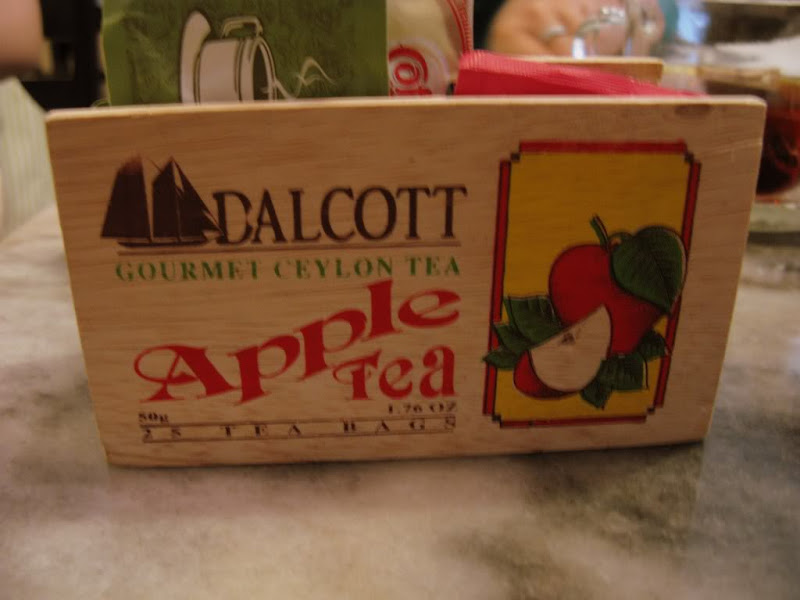 DALCOTT
GOURMET CEYLON TEA
Apple
Tea
50g 1.76 OZ
25 TEA BAGS